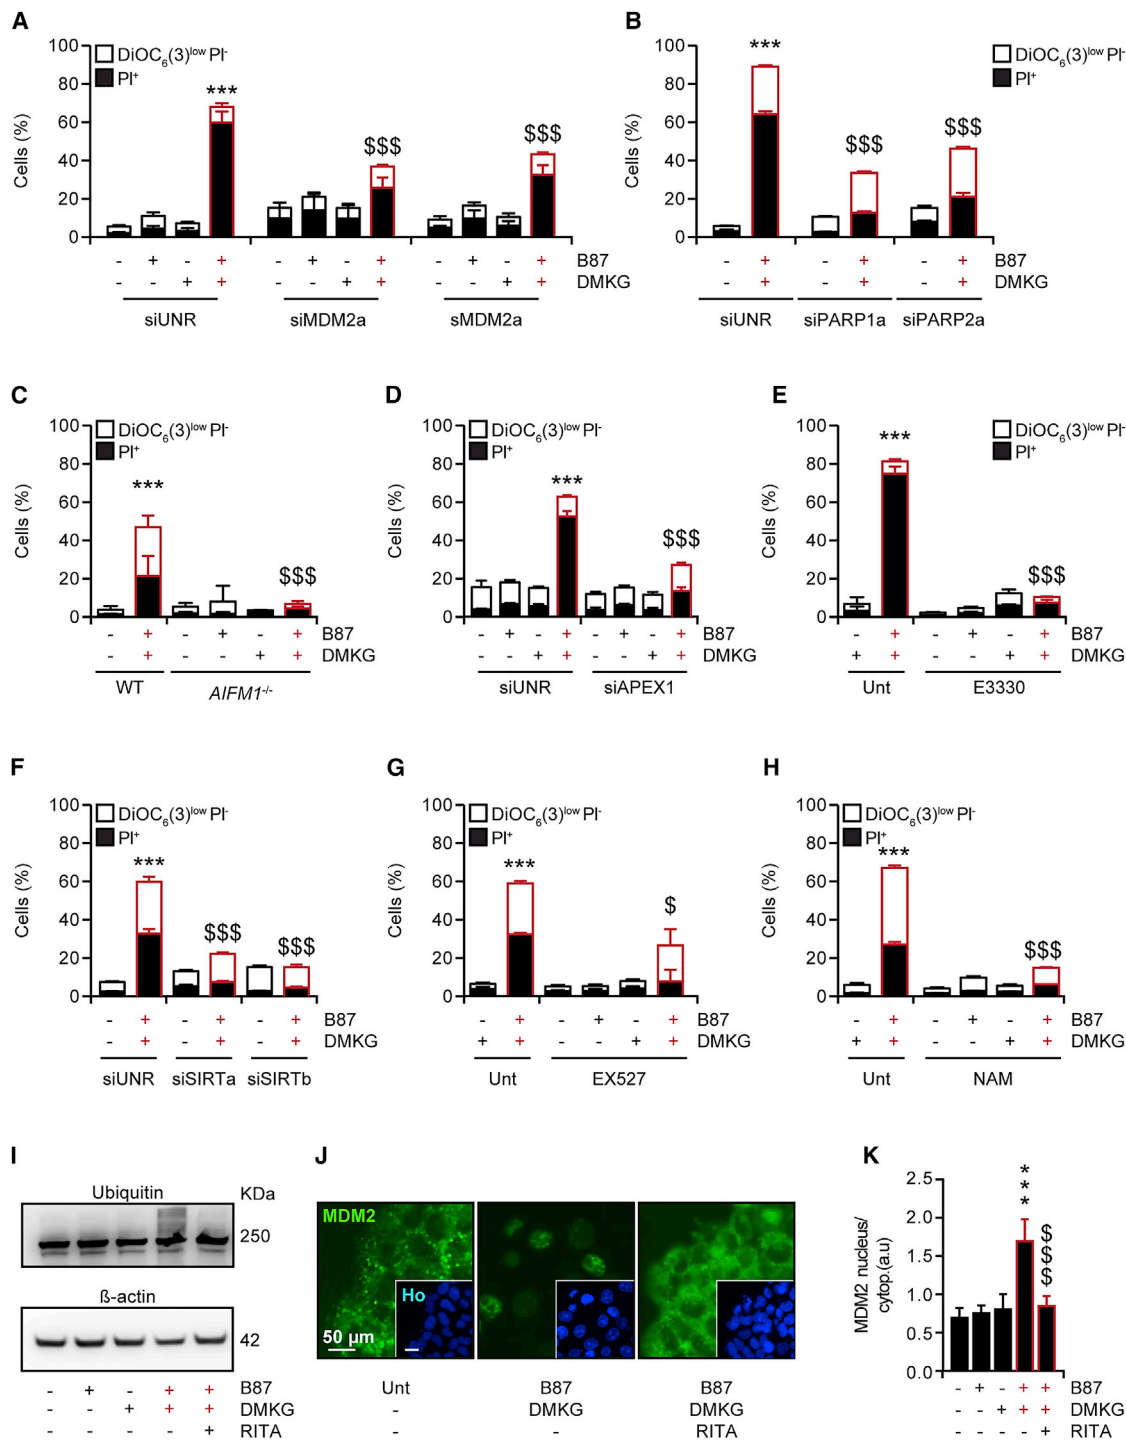 A
100
80
60
40
20
0
Cells (%)
DiOC6(3)low PI-
PI+
***
$$$
$$$
- + - + - + - + - + - + B87
- - + + - - + + - - + + DMKG
siUNR siMDM2a sMDM2a
B
100
80
60
40
20
0
Cells (%)
DiOC6(3)low PI-
PI+
***
$$$
$$$
- + - + - + B87
- + - + - + DMKG
siUNR siPARP1a siPARP2a
C
100
80
60
40
20
0
Cells (%)
DiOC6(3)low PI-
PI+
***
$$$
- + - + - + B87
- + - - + + DMKG
WT AIFM1-/-
D
100
80
60
40
20
0
Cells (%)
DiOC6(3)low PI-
PI+
***
$$$
- + - + - + - +
- - + + - - + +
siUNR siAPEX1
E
100
80
60
40
20
0
Cells (%)
DiOC6(3)low PI-
PI+
***
$$$
- + - + - + B87
+ + - - + + DMKG
Unt E3330
F
100
80
60
40
20
0
Cells (%)
DiOC6(3)low PI-
PI+
***
$$$
$$$
- + - + - + B87
- + - + - + DMKG
siUNR siSIRTa siSIRTb
G
100
80
60
40
20
0
Cells (%)
DiOC6(3)low PI-
PI+
***
$
- + - + - + B87
+ + - - + + DMKG
Unt EX527
H
100
80
60
40
20
0
Cells (%)
DiOC6(3)low PI-
PI+
***
$$$
- + - + - + B87
+ + - - + + DMKG
Unt NAM
I
Ubiquitin KDa
250
ß-actin
42
- + - + + B87
- - + + + DMKG
- - - - + RITA
J
MDM2
Ho
50 µm
Unt B87 B87
- DMKG DMKG
- - RITA
K
2.5
2.0
1.5
1.0
0.5
0.0
MDM2 nucleus/
cytop.(a.u)
***
$$$
- + - + + B87
- - + + + DMKG
- - - - + RITA